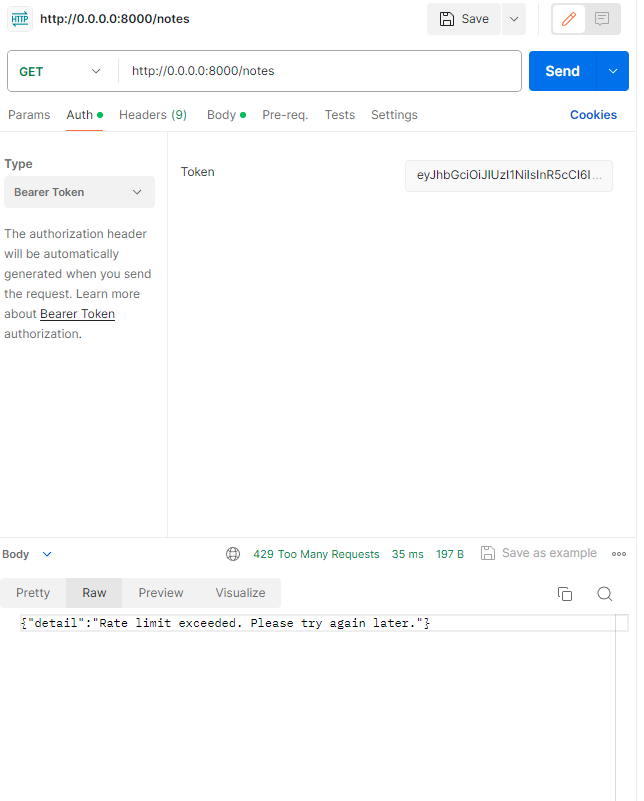 HTTP http://0.0.0.0:8000/notes Save
GET http://0.0.0.0:8000/notes Send
Params Auth Headers (9) Body Pre-req. Tests Settings Cookies
Type
Bearer Token
Token eyJhbGciOiJIUzI1NiIsInR5cCI6I...
The authorization header
will be automatically
generated when you send
the request. Learn more
about Bearer Token
authorization.
Body 429 Too Many Requests 35 ms 197 B Save as example
Pretty Raw Preview Visualize
{"detail":"Rate limit exceeded. Please try again later."}